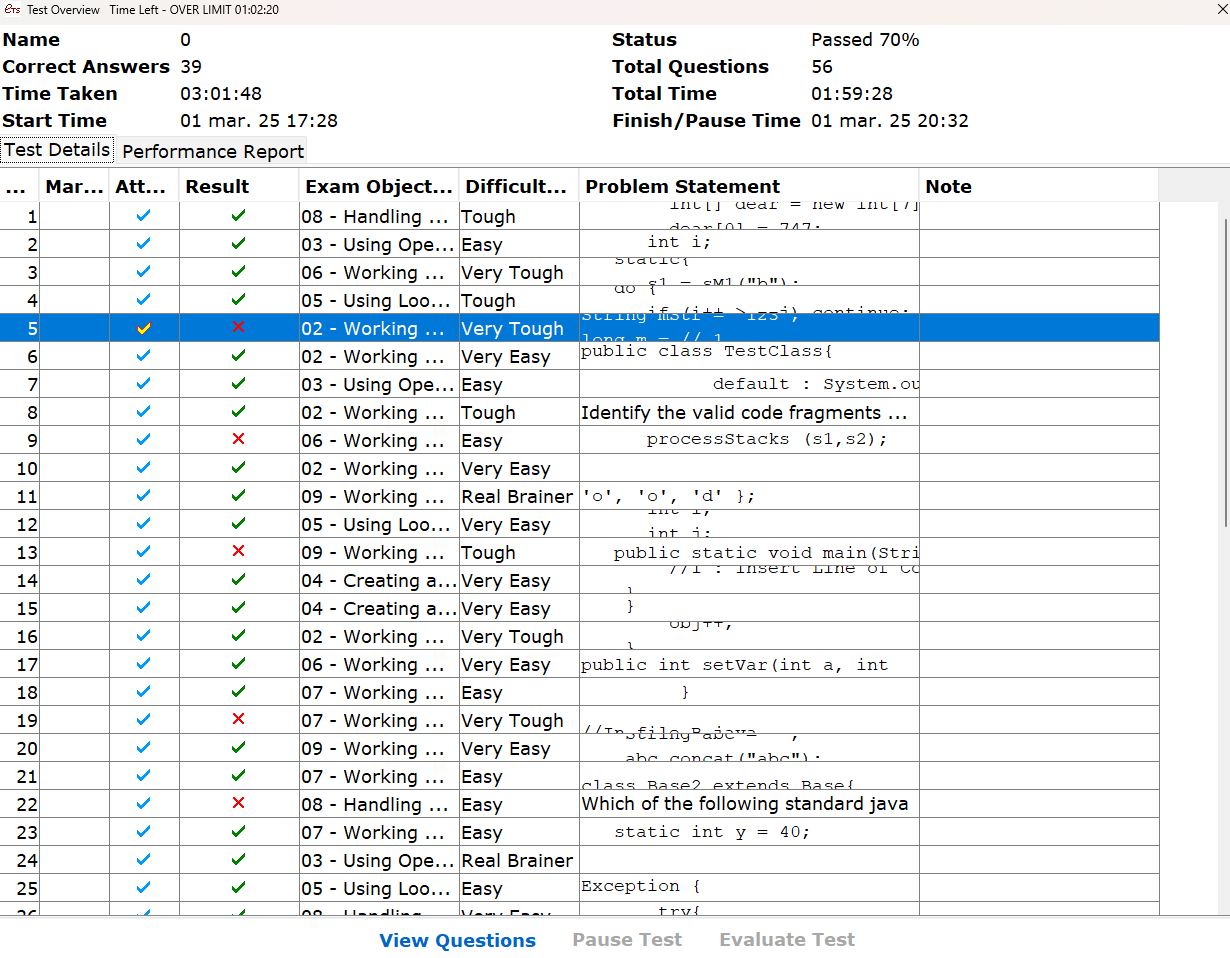 ets Test Overview Time Left - OVER LIMIT 01:02:20
Name 0 Status Passed 70%
Correct Answers 39 Total Questions 56
Time Taken 03:01:48 Total Time 01:59:28
Start Time 01 mar. 25 17:28 Finish/Pause Time 01 mar. 25 20:32
Test Details Performance Report
... Mar... Att... Result Exam Object... Difficult... Problem Statement Note
1 08 - Handling ... Tough int[] dear = new int[7]
dear[0] = 747;
2 03 - Using Ope... Easy int i;
3 06 - Working ... Very Tough static{
s1 = sM1("b");
4 05 - Using Loo... Tough do {
if (i++ > --j) continue;
5 02 - Working ... Very Tough String mStr = "123";
long m = // 1
6 02 - Working ... Very Easy public class TestClass{
7 03 - Using Ope... Easy default : System.ou
8 02 - Working ... Tough Identify the valid code fragments ...
9 06 - Working ... Easy processStacks (s1,s2);
10 02 - Working ... Very Easy
11 09 - Working ... Real Brainer 'o', 'o', 'd' };
12 05 - Using Loo... Very Easy int i;
int j;
13 09 - Working ... Tough public static void main(Stri
14 04 - Creating a... Very Easy //1 : Insert Line of Co
}
15 04 - Creating a... Very Easy }
16 02 - Working ... Very Tough obj++;
}
17 06 - Working ... Very Easy public int setVar(int a, int
18 07 - Working ... Easy }
19 07 - Working ... Very Tough
20 09 - Working ... Very Easy abc.concat("abc");
21 07 - Working ... Easy class Base2 extends Base{
22 08 - Handling ... Easy Which of the following standard java
23 07 - Working ... Easy static int y = 40;
24 03 - Using Ope... Real Brainer
25 05 - Using Loo... Easy Exception {
26 08 - Handling ... Very Easy try{
View Questions Pause Test Evaluate Test